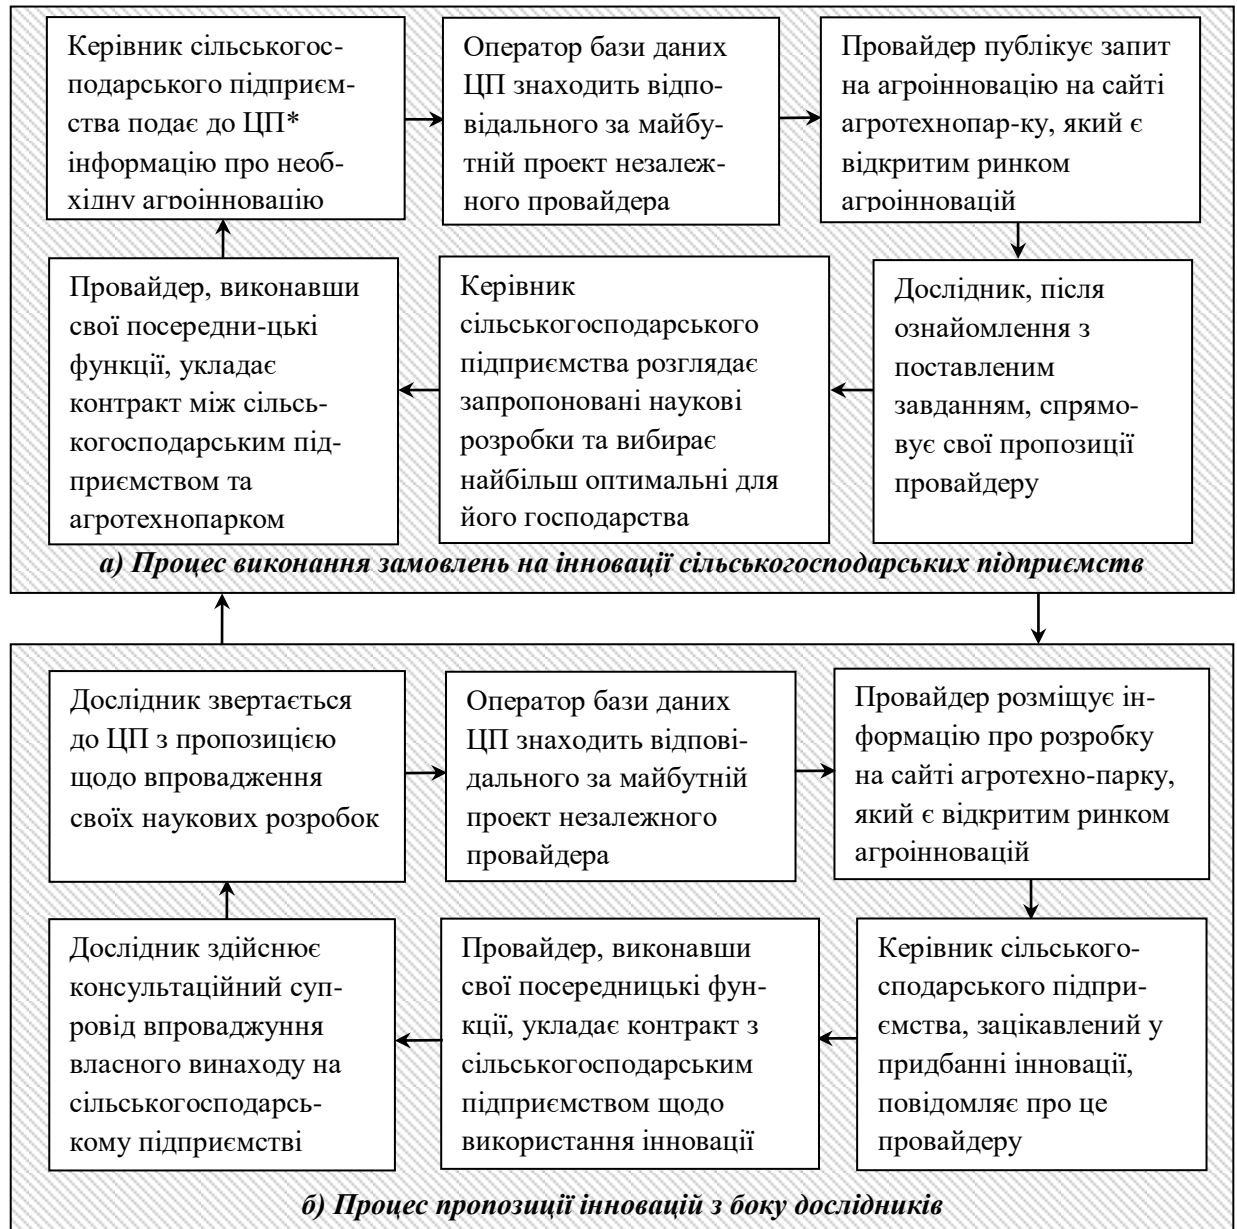 Керівник сільськогос-
подарського підприєм-
ства подає до ЦП*
інформацію про необ-
хідну агроінновацію
Оператор бази даних
ЦП знаходить відпо-
відального за майбу-
тній проект незалеж-
ного провайдера
Провайдер публікує запит
на агроінновацію на сайті
агротехнопар-ку, який є
відкритим ринком
агроінновацій
Дослідник, після
ознайомлення з
поставленим
завданням, спрямо-
вує свої пропозиції
провайдеру
Керівник
сільськогосподарського
підприємства розглядає
запропоновані наукові
розробки та вибирає
найбільш оптимальні для
його господарства
Провайдер, виконавши
свої посередни-цькі
функції, укладає
контракт між сільсь-
когосподарським під-
приємством та
агротехнопарком
а) Процес виконання замовлень на інновації сільськогосподарських підприємств
Дослідник звертається
до ЦП з пропозицією
щодо впровадження
своїх наукових розробок
Оператор бази даних
ЦП знаходить відпові-
дального за майбутній
проект незалежного
провайдера
Провайдер розміщує ін-
формацію про розробку
на сайті агротехно-парку,
який є відкритим ринком
агроінновацій
Керівник сільського-
сподарського підпри-
ємства, зацікавлений у
придбанні інновації,
повідомляє про це
провайдеру
Провайдер, виконавши
свої посередницькі фун-
кції, укладає контракт з
сільськогосподарським
підприємством щодо
використання інновації
Дослідник здійснює
консультаційний суп-
ровід впроваджуння
власного винаходу на
сільськогосподарсь-
кому підприємстві
б) Процес пропозиції інновацій з боку дослідників